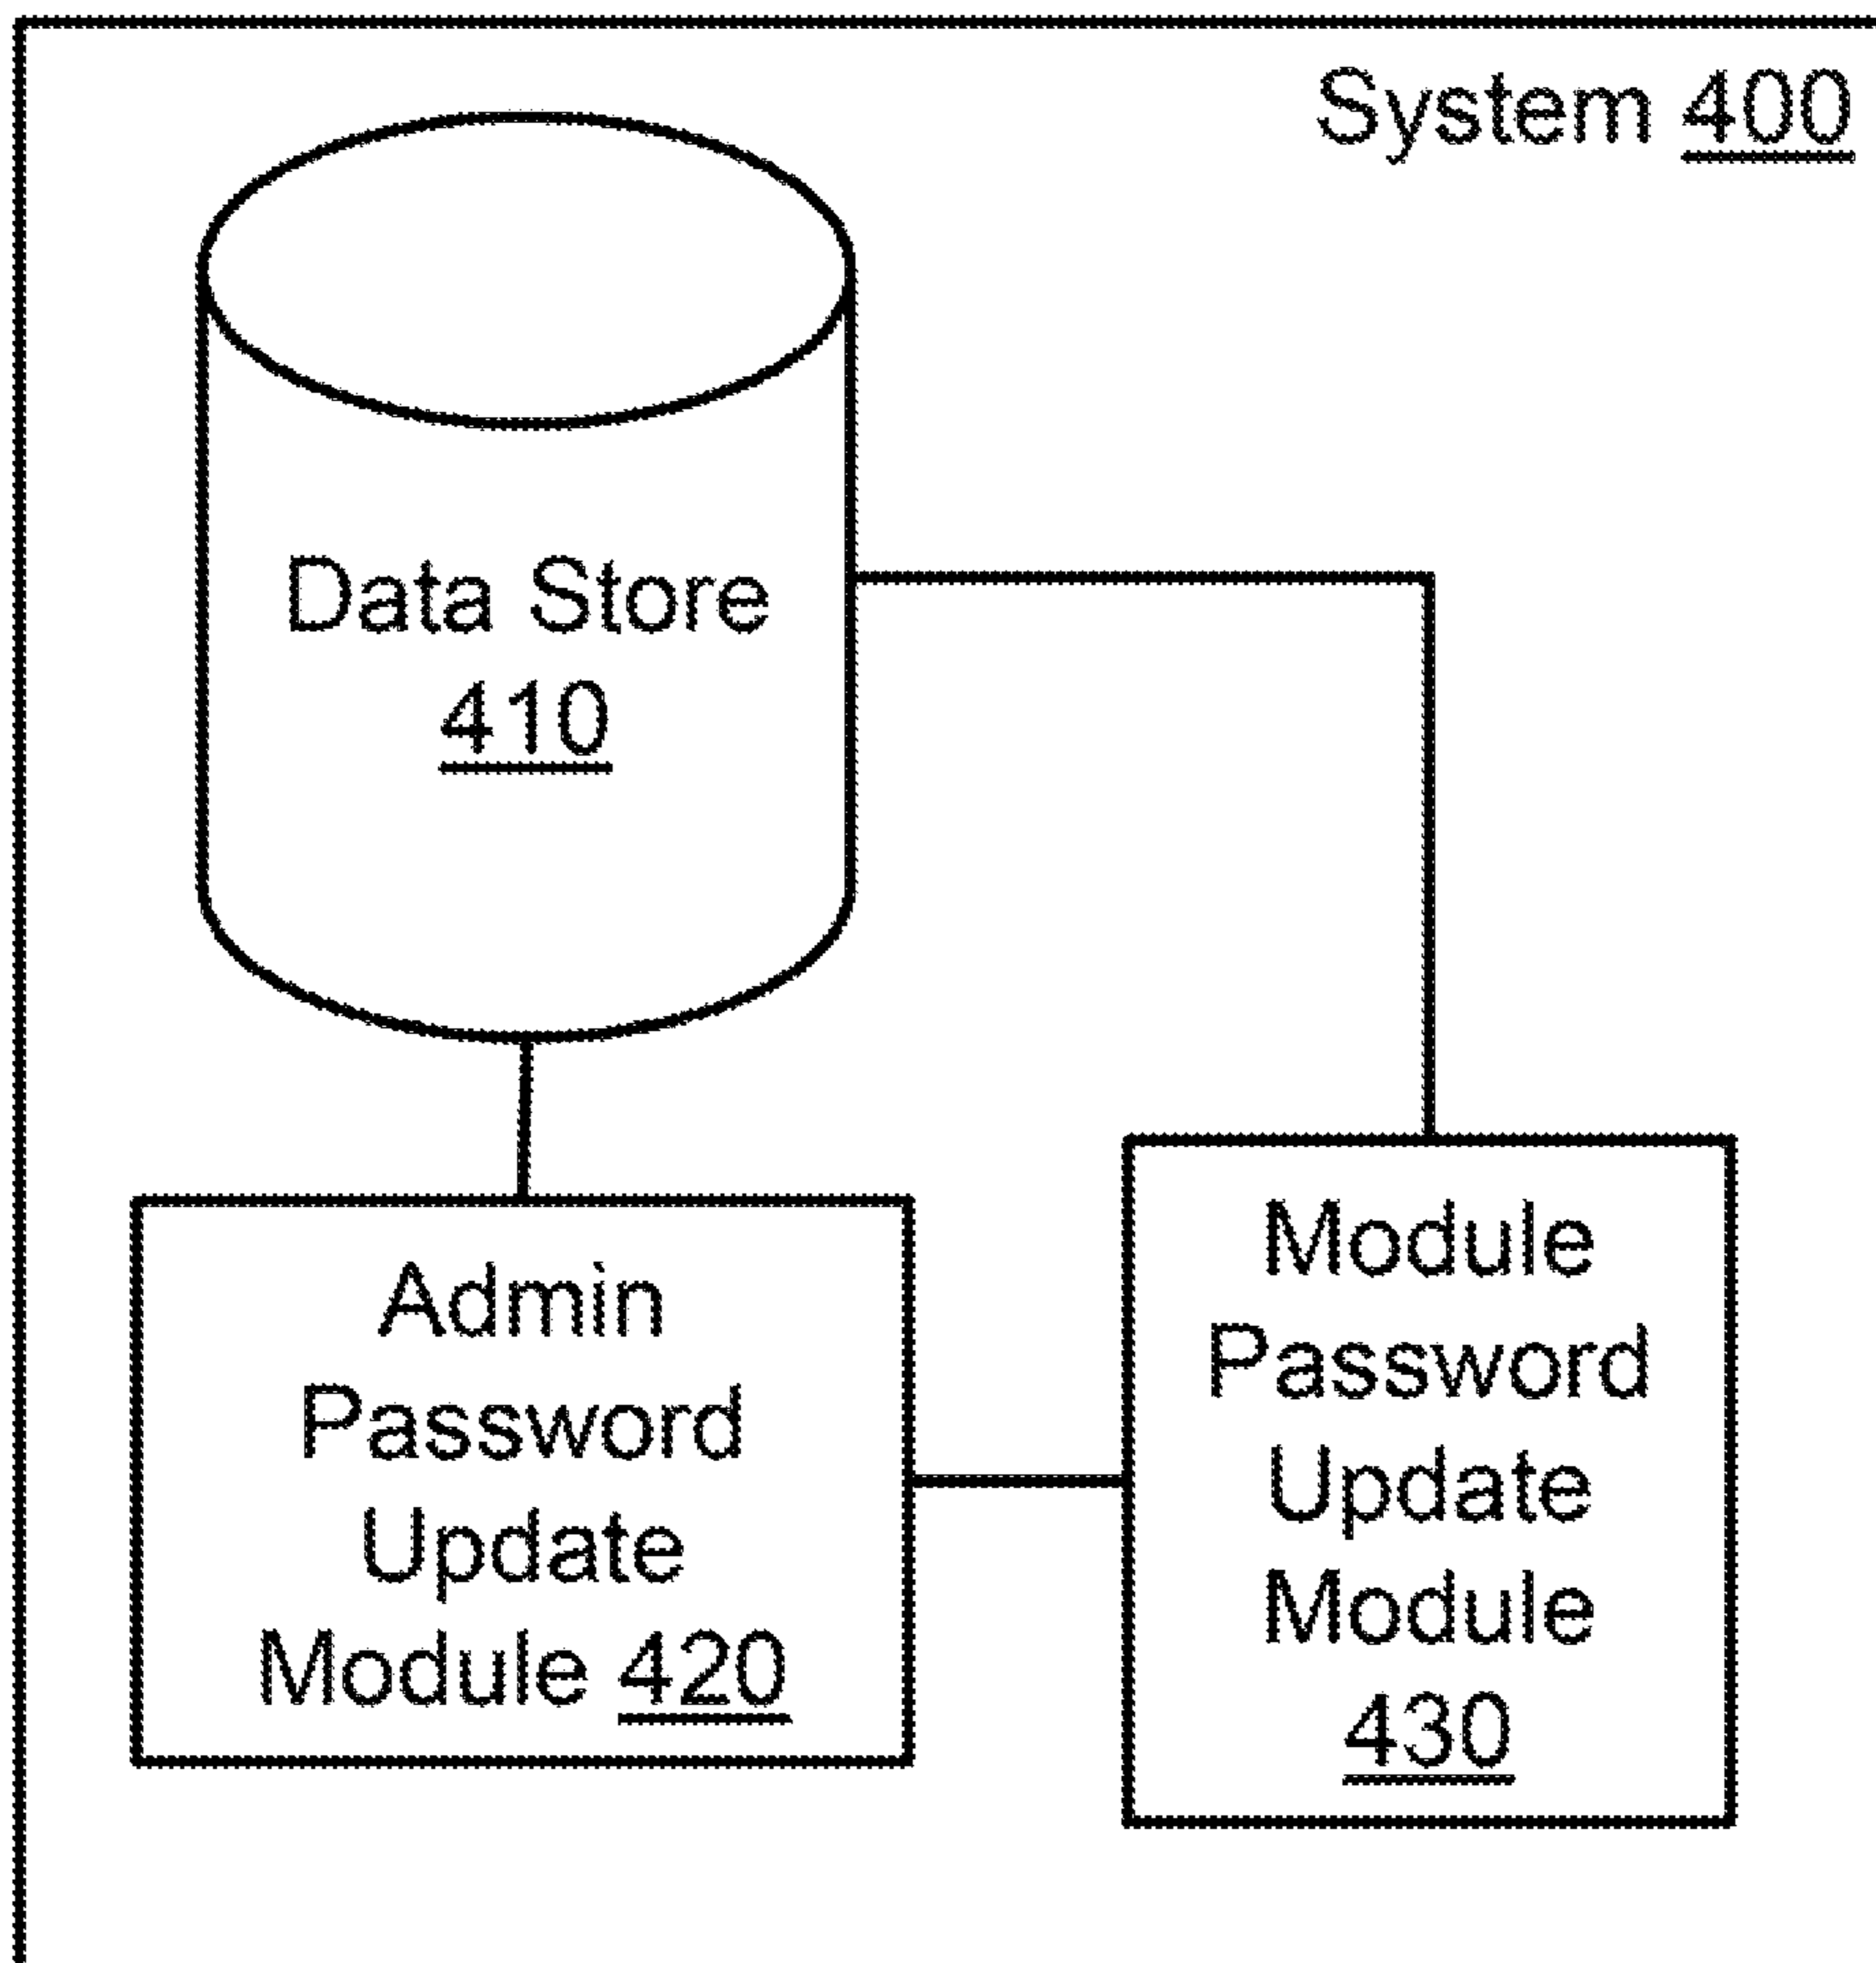 System 400
Data Store
410
Admin
Password
Update
Module 420
Module
Password
Update
Module
430